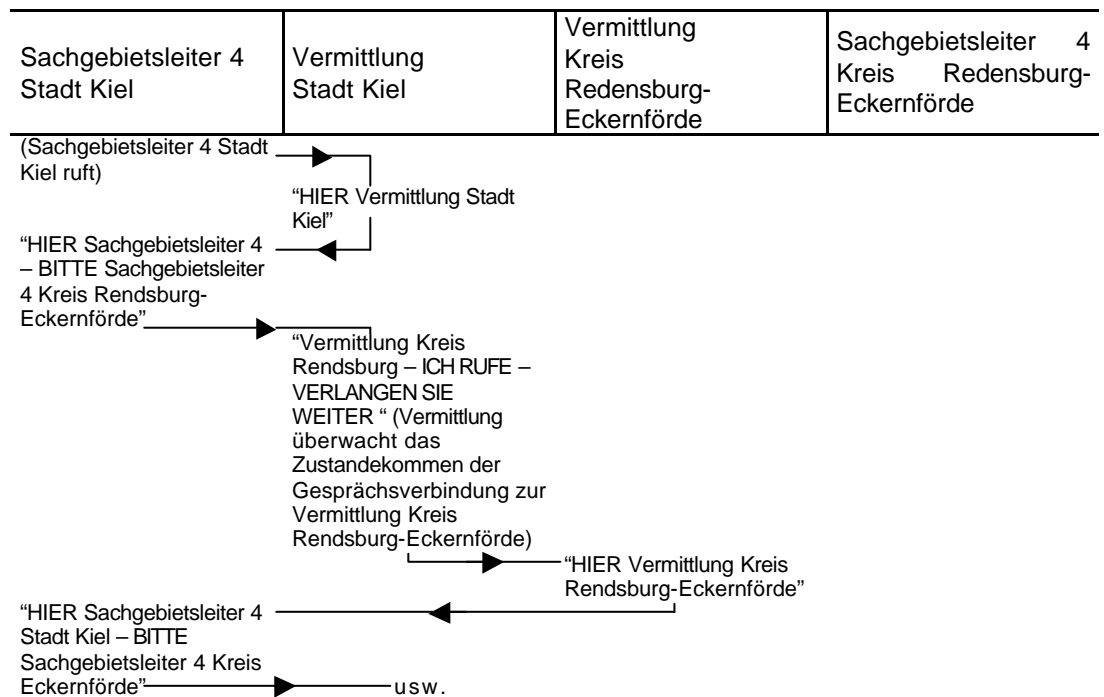 Sachgebietsleiter 4
Stadt Kiel
Vermittlung
Stadt Kiel
Vermittlung
Kreis
Redensburg-
Eckernförde
Sachgebietsleiter 4
Kreis Redensburg-
Eckernförde
(Sachgebietsleiter 4 Stadt
Kiel ruft)
“HIER Vermittlung Stadt
Kiel”
“HIER Sachgebietsleiter 4
– BITTE Sachgebietsleiter
4 Kreis Rendsburg-
Eckernförde”
“Vermittlung Kreis
Rendsburg – ICH RUFE –
VERLANGEN SIE
WEITER “ (Vermittlung
überwacht das
Zustandekommen der
Gesprächsverbindung zur
Vermittlung Kreis
Rendsburg-Eckernförde)
“HIER Vermittlung Kreis
Rendsburg-Eckernförde”
“HIER Sachgebietsleiter 4
Stadt Kiel – BITTE
Sachgebietsleiter 4 Kreis
Eckernförde”
usw.